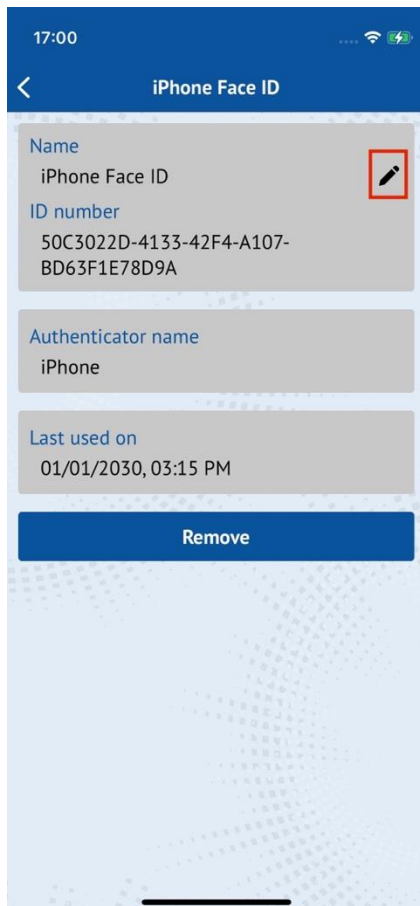 17:00
iPhone Face ID
Name
iPhone Face ID
ID number
50C3022D-4133-42F4-A107-
BD63F1E78D9A
Authenticator name
iPhone
Last used on
01/01/2030, 03:15 PM
Remove